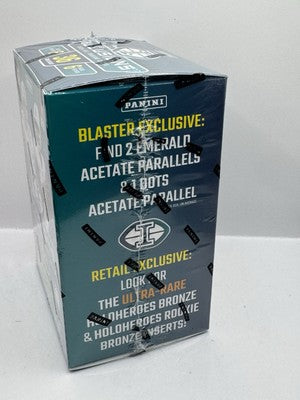 PANINI
BLASTER EXCLUSIVE:
FIND 2 EMERALD
ACETATE PARALLELS
& 1 DOTS
ACETATE PARALLEL
I
RETAIL EXCLUSIVE:
LOOK FOR
THE ULTRA-RARE
HOLOHEROES BRONZE
& HOLOHEROES ROOKIE
BRONZE INSERTS!